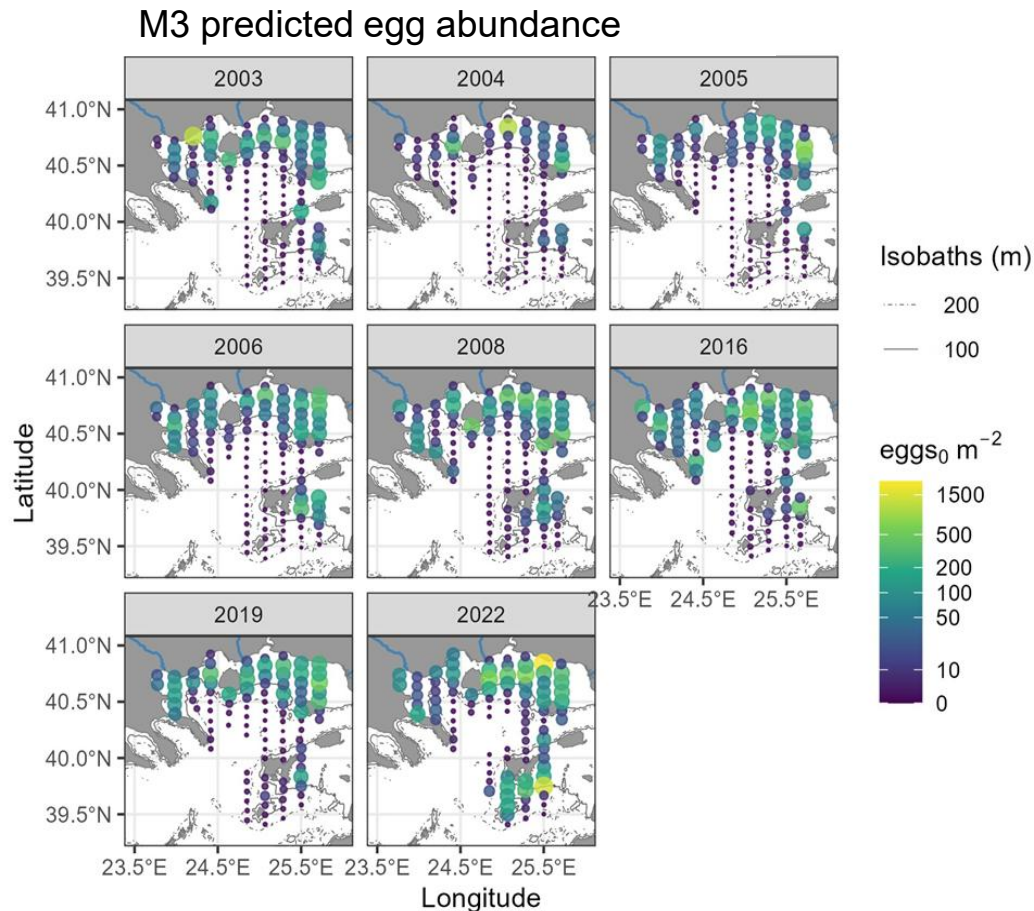 M3 predicted egg abundance
2003
2004
2005
41.0°N
40.5°N
40.0°N
39.5°N
2006
2008
2016
41.0°N
40.5°N
40.0°N
39.5°N
23.5°E 24.5°E 25.5°E
2019
2022
41.0°N
40.5°N
40.0°N
39.5°N
23.5°E 24.5°E 25.5°E 23.5°E 24.5°E 25.5°E
Longitude
Latitude
Isobaths (m)
200
100
eggs₀ m⁻²
1500
500
200
100
50
10
0